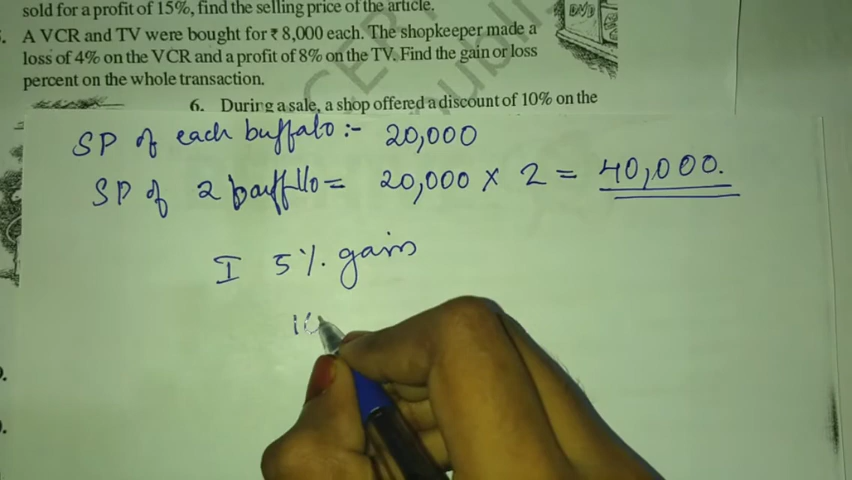 sold for a profit of 15%, find the selling price of the article.
. A VCR and TV were bought for ₹ 8,000 each. The shopkeeper made a
loss of 4% on the VCR and a profit of 8% on the TV. Find the gain or loss
percent on the whole transaction.
6. During a sale, a shop offered a discount of 10% on the
SP of each buffalo :- 20,000
SP of 2 buffllo = 20,000 × 2 = 40,000.
I 5%. gain
10